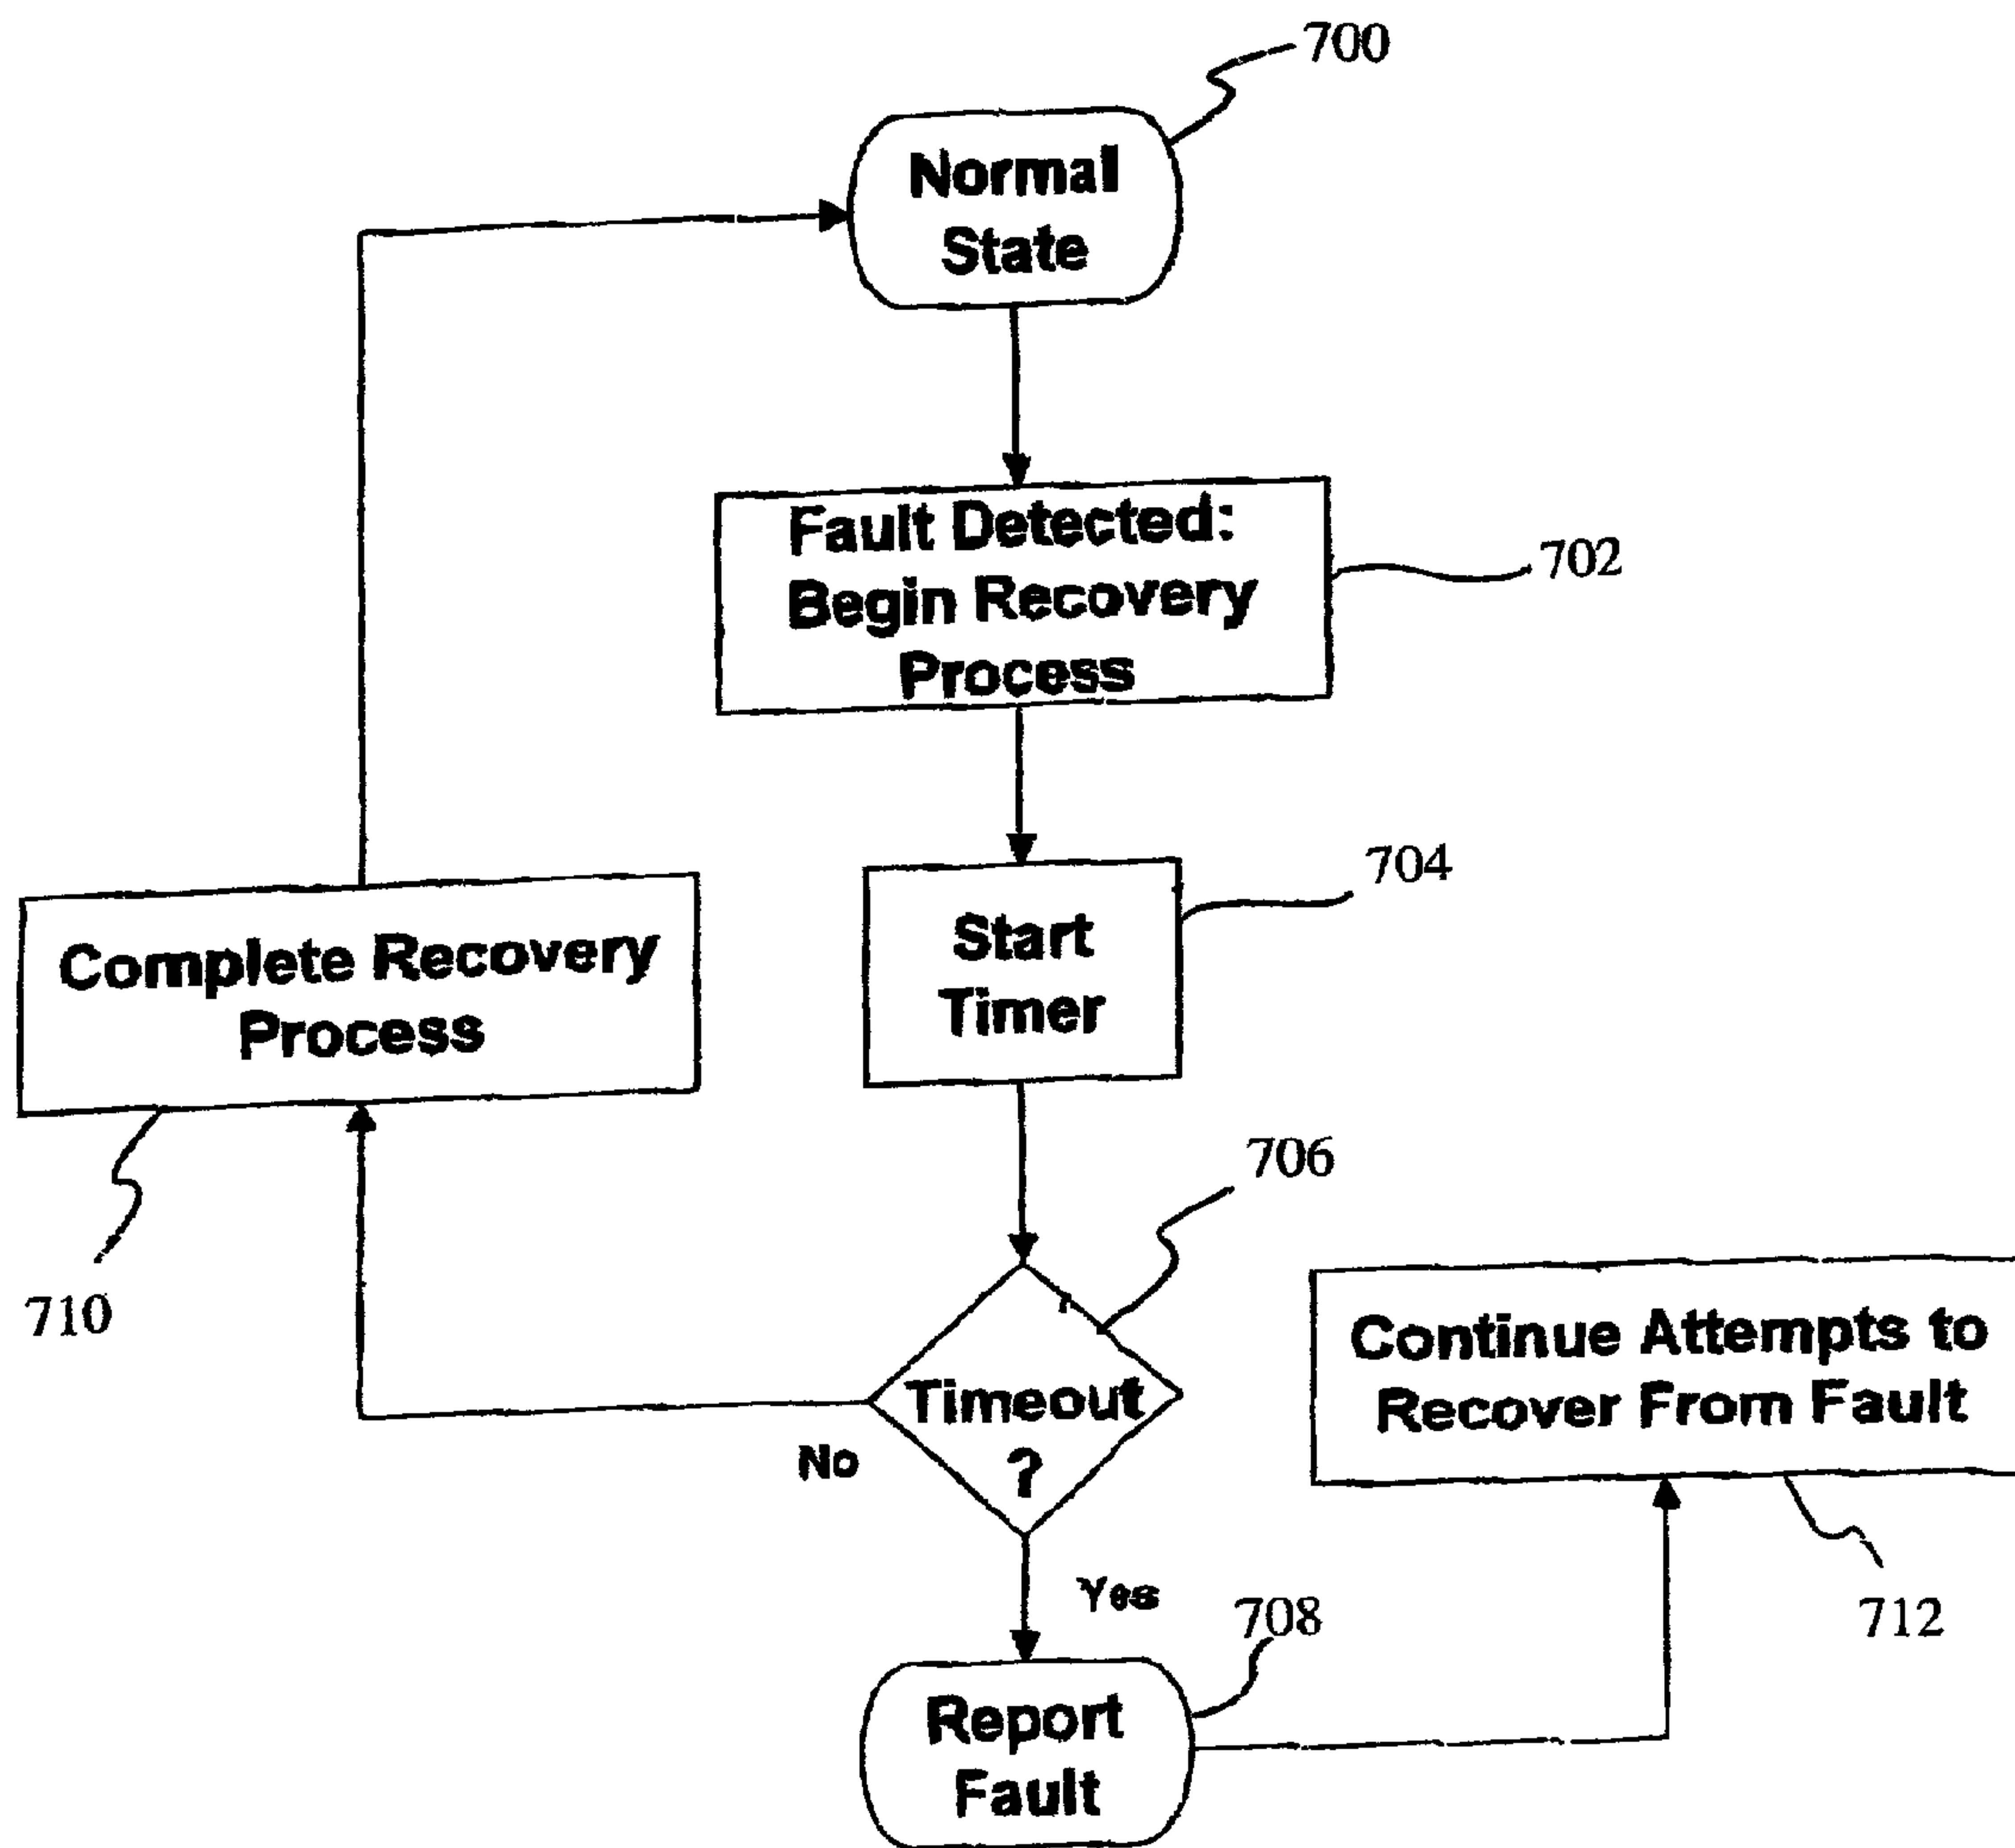 700
Normal
State
Fault Detected:
Begin Recovery
Process
702
704
Start
Timer
Complete Recovery
Process
706
710
Timeout
?
No
Continue Attempts to
Recover From Fault
Yes
708
712
Report
Fault